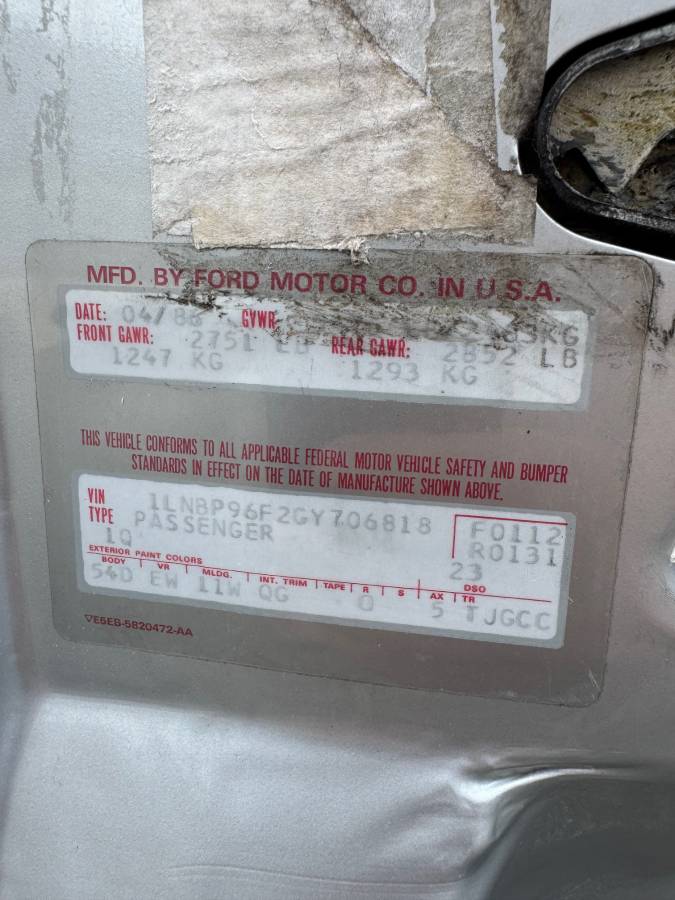 MFD. BY FORD MOTOR CO. IN U.S.A.
DATE: 04/86 GVWR:
FRONT GAWR: 2751 LB REAR GAWR: 2852 LB
1247 KG 1293 KG
THIS VEHICLE CONFORMS TO ALL APPLICABLE FEDERAL MOTOR VEHICLE SAFETY AND BUMPER
STANDARDS IN EFFECT ON THE DATE OF MANUFACTURE SHOWN ABOVE.
VIN 1LNBP96F2GY706818 F0112
TYPE PASSENGER R0131
1Q 23
EXTERIOR PAINT COLORS DSO
BODY VR MLDG. INT. TRIM TAPE R S AX TR
54D EW 11W QG Q 5 TJGCC
E6EB-5820472-AA